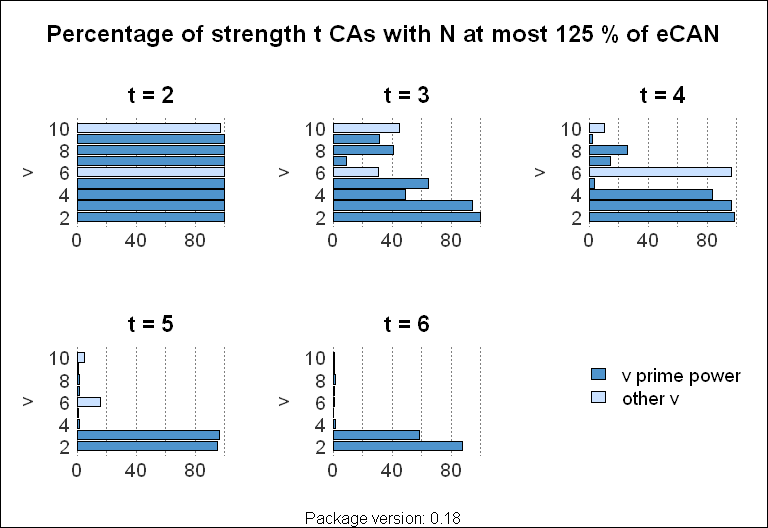 Percentage of strength t CAs with N at most 125 % of eCAN
t = 2
t = 3
t = 4
10
8
6
4
2
v
0 40 80
10
8
6
4
2
v
0 40 80
10
8
6
4
2
v
0 40 80
t = 5
t = 6
10
8
6
4
2
v
0 40 80
10
8
6
4
2
v
0 40 80
v prime power
other v
Package version: 0.18